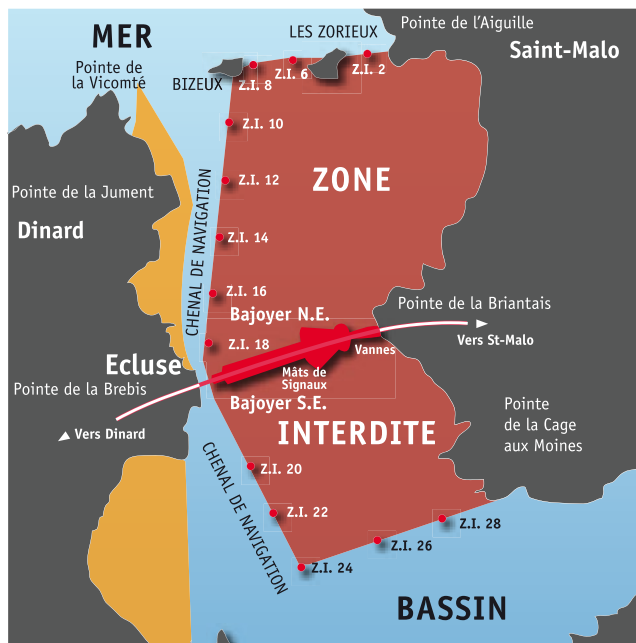 MER
LES ZORIEUX
Pointe de l'Aiguille
Saint-Malo
Pointe de
la Vicomté
BIZEUX
Z.I. 8
Z.I. 6
Z.I. 2
Z.I. 10
Pointe de la Jument
Dinard
CHENAL DE NAVIGATION
Z.I. 12
ZONE
Z.I. 14
Z.I. 16
Bajoyer N.E.
Pointe de la Briantais
Z.I. 18
Vannes
Vers St-Malo
Ecluse
Mâts de
Signaux
Pointe de la Brebis
Bajoyer S.E.
Vers Dinard
INTERDITE
Pointe
de la Cage
aux Moines
CHENAL DE NAVIGATION
Z.I. 20
Z.I. 22
Z.I. 28
Z.I. 26
Z.I. 24
BASSIN